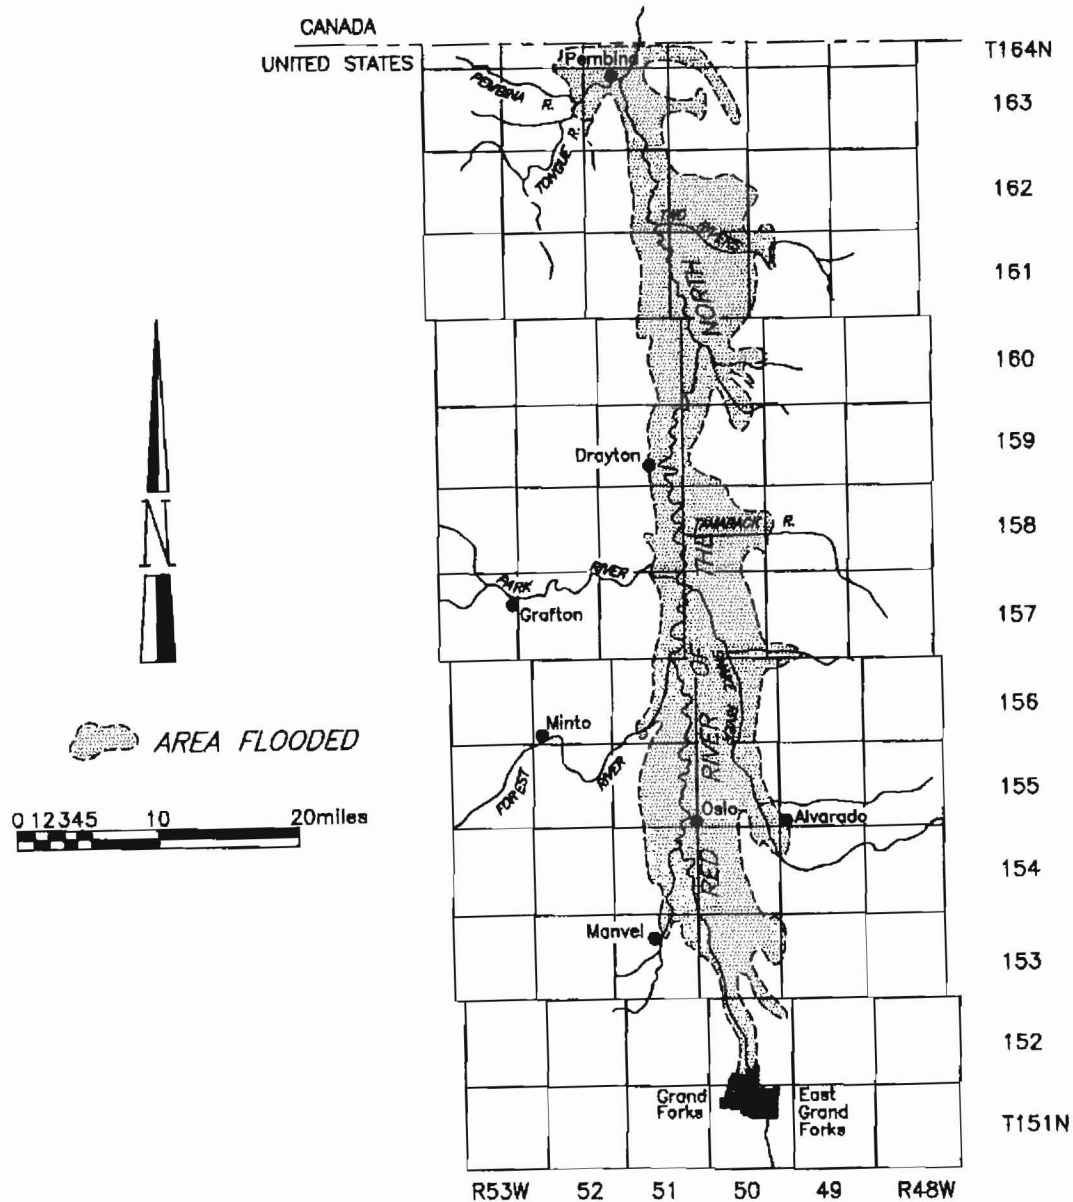 CANADA
UNITED STATES
T164N
Pembina
PEMBINA R.
163
TONGUE R.
162
TWO RIVERS
161
NORTH
160
159
Drayton
158
TAMARACK R.
THE
PARK RIVER
157
Grafton
OF
SNAKE RIVER
156
Minto
AREA FLOODED
RIVER
155
FOREST RIVER
0 1 2 3 4 5 10 20miles
Oslo
Alvarado
154
RED
Manvel
153
152
Grand
Forks
East
Grand
Forks
T151N
R53W 52 51 50 49 R48W
N